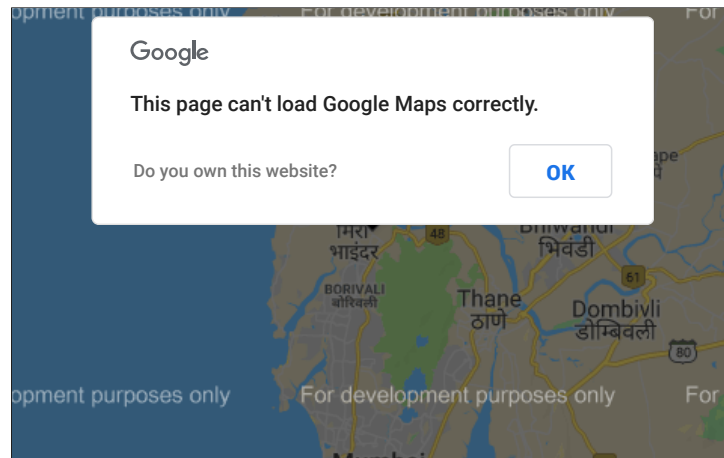 opment purposes only For development purposes only For
Google
This page can't load Google Maps correctly.
Do you own this website? OK
मिरा 48 Bhiwandi
भाइंदर भिवंडी
61
BORIVALI Thane
बोरिवली ठाणे Dombivli
डोम्बिवली
80
opment purposes only For development purposes only For
Mumbai